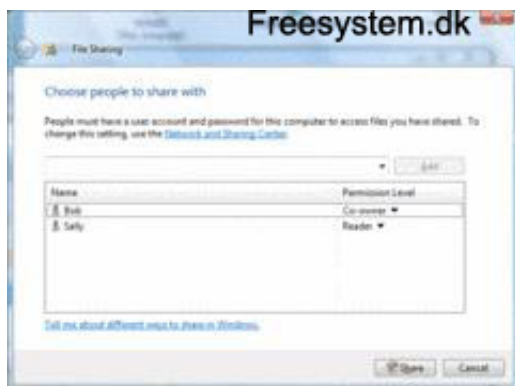 Freesystem.dk
File Sharing
Choose people to share with
People must have a user account and password for this computer to access files you have shared. To
change this setting, use the Network and Sharing Center.
Add
Name Permission Level
Bob Co-owner
Sally Reader
Tell me about different ways to share in Windows.
Share Cancel